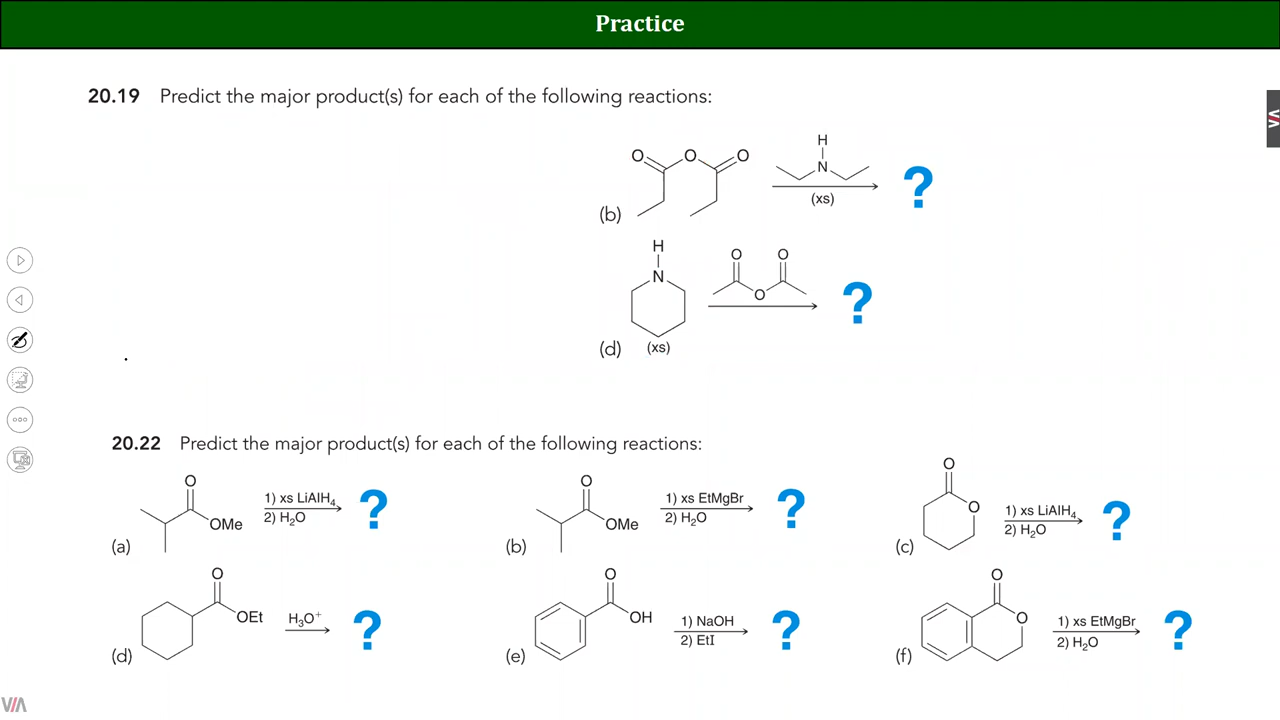 Practice
20.19 Predict the major product(s) for each of the following reactions:
O O O
H
N
(xs)
?
(b)
H
N
(xs)
O O
O
?
(d)
20.22 Predict the major product(s) for each of the following reactions:
O
OMe
1) xs LiAlH₄
2) H₂O
?
(a)
O
OMe
1) xs EtMgBr
2) H₂O
?
(b)
O
O
1) xs LiAlH₄
2) H₂O
?
(c)
O
OEt
H₃O⁺
?
(d)
O
OH
1) NaOH
2) EtI
?
(e)
O
O
1) xs EtMgBr
2) H₂O
?
(f)
VIA
VIA